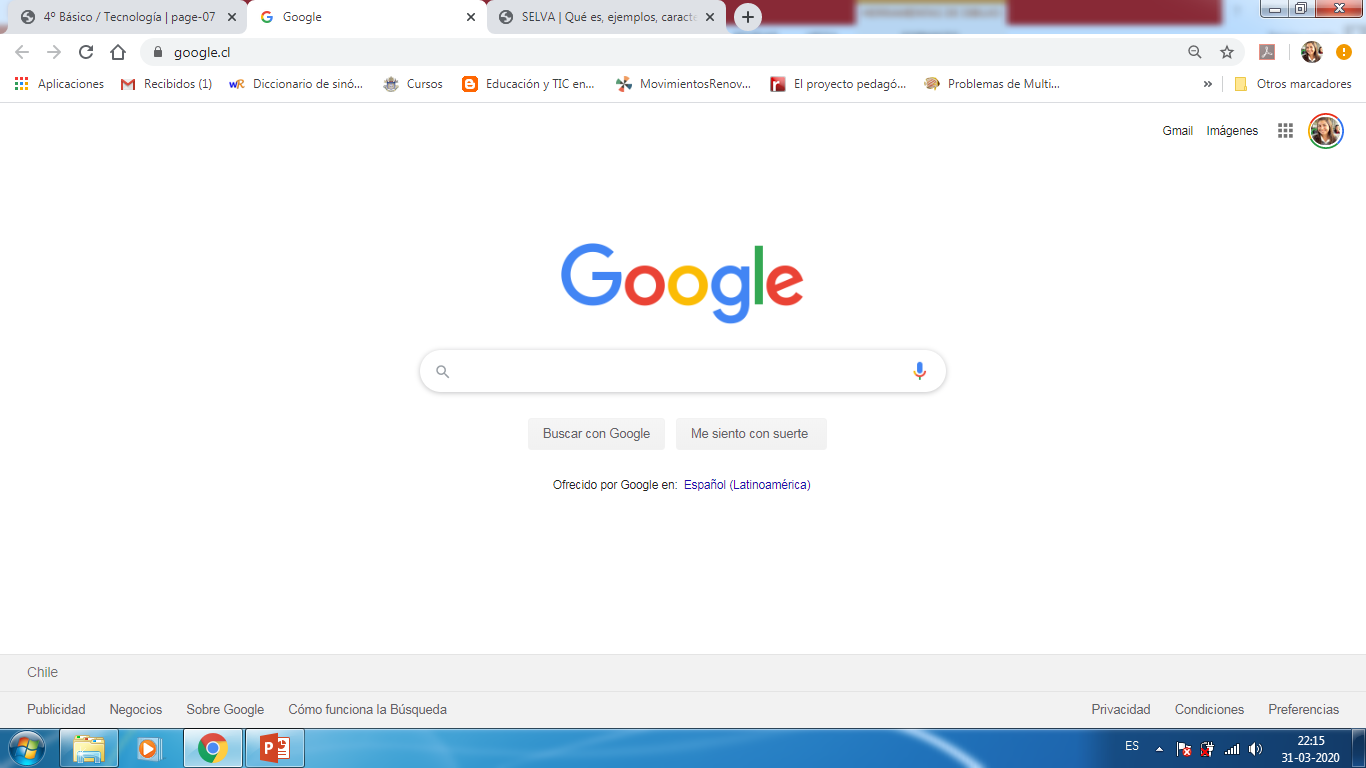 4º Básico / Tecnología | page-07
Google
SELVA | Qué es, ejemplos, caracte
google.cl
Aplicaciones
Recibidos (1)
Diccionario de sinó...
Cursos
Educación y TIC en...
MovimientosRenov...
El proyecto pedagó...
Problemas de Multi...
»
Otros marcadores
Gmail
Imágenes
Google
Buscar con Google
Me siento con suerte
Ofrecido por Google en: Español (Latinoamérica)
Chile
Publicidad
Negocios
Sobre Google
Cómo funciona la Búsqueda
Privacidad
Condiciones
Preferencias
ES
22:15
31-03-2020